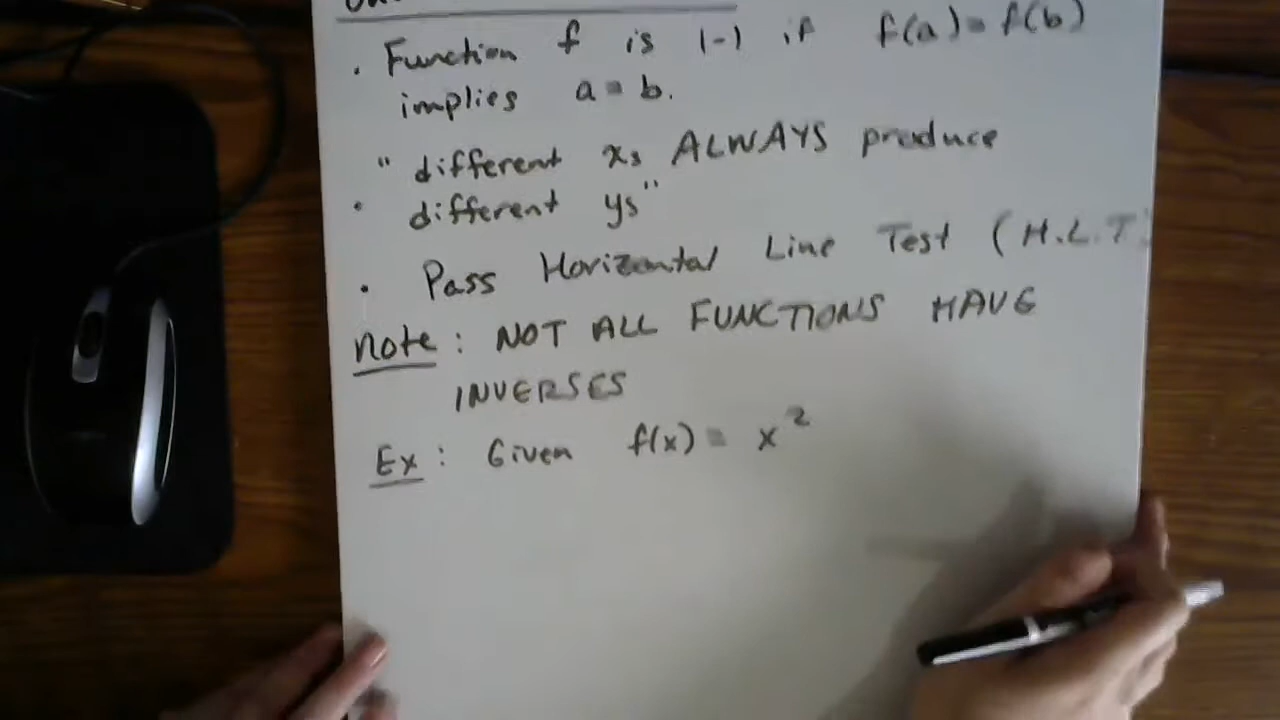 · Function f is 1-1 if f(a) = f(b)
implies a = b.
" different xs ALWAYS produce
· different ys"
· Pass Horizontal Line Test (H.L.T
note: NOT ALL FUNCTIONS HAVE
INVERSES
Ex: Given f(x) = x²